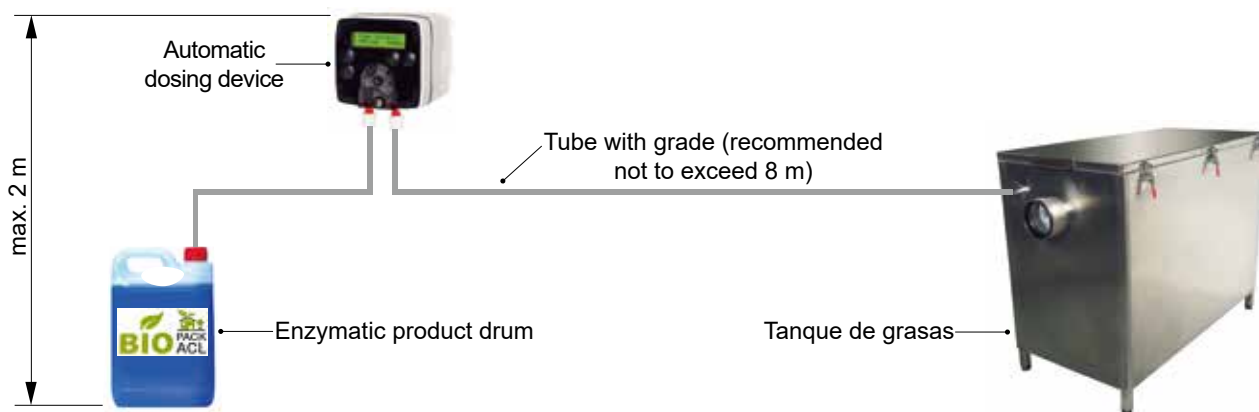 Automatic
dosing device
max. 2 m
Tube with grade (recommended
not to exceed 8 m)
BIO
PACK
ACL
Enzymatic product drum
Tanque de grasas